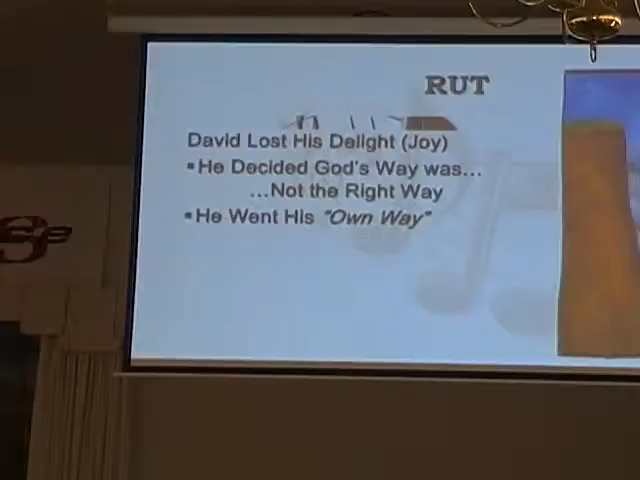 RUT
David Lost His Delight (Joy)
▪He Decided God's Way was...
...Not the Right Way
▪He Went His "Own Way"